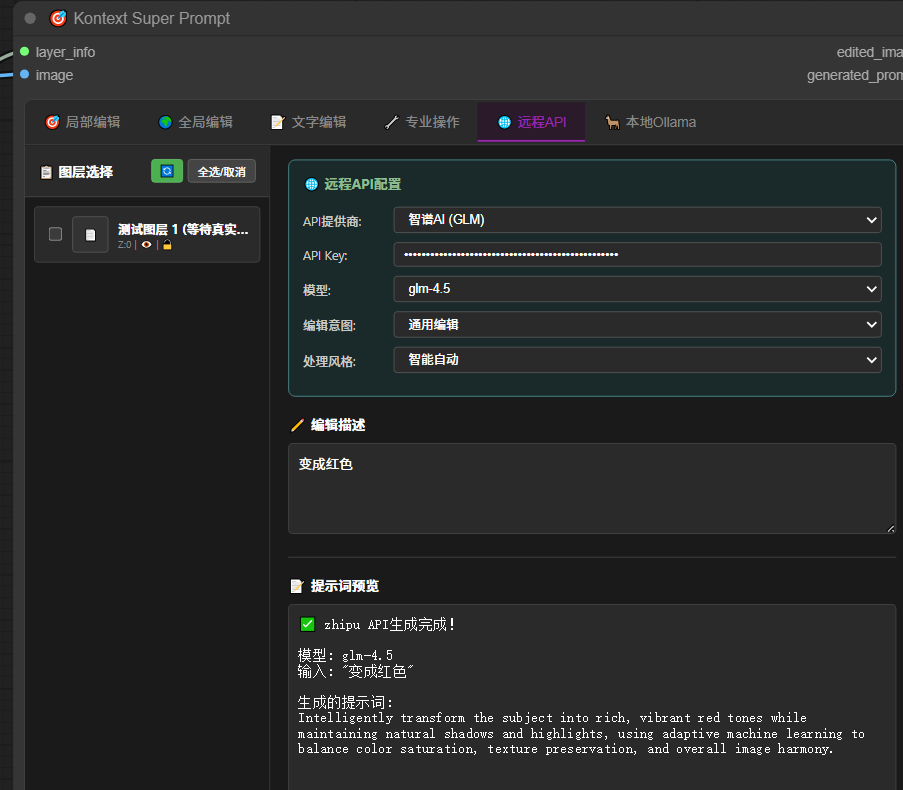 Kontext Super Prompt
layer_info
edited_ima
image
generated_pron
局部编辑 全局编辑 文字编辑 专业操作 远程API 本地Ollama
图层选择 全选/取消
测试图层 1 (等待真实...
Z:0 | |
远程API配置
API提供商: 智谱AI (GLM)
API Key: ••••••••••••••••••••••••••••••••••••••••••••••••••
模型: glm-4.5
编辑意图: 通用编辑
处理风格: 智能自动
编辑描述
变成红色
提示词预览
✅ zhipu API生成完成!
模型: glm-4.5
输入: "变成红色"
生成的提示词:
Intelligently transform the subject into rich, vibrant red tones while
maintaining natural shadows and highlights, using adaptive machine learning to
balance color saturation, texture preservation, and overall image harmony.